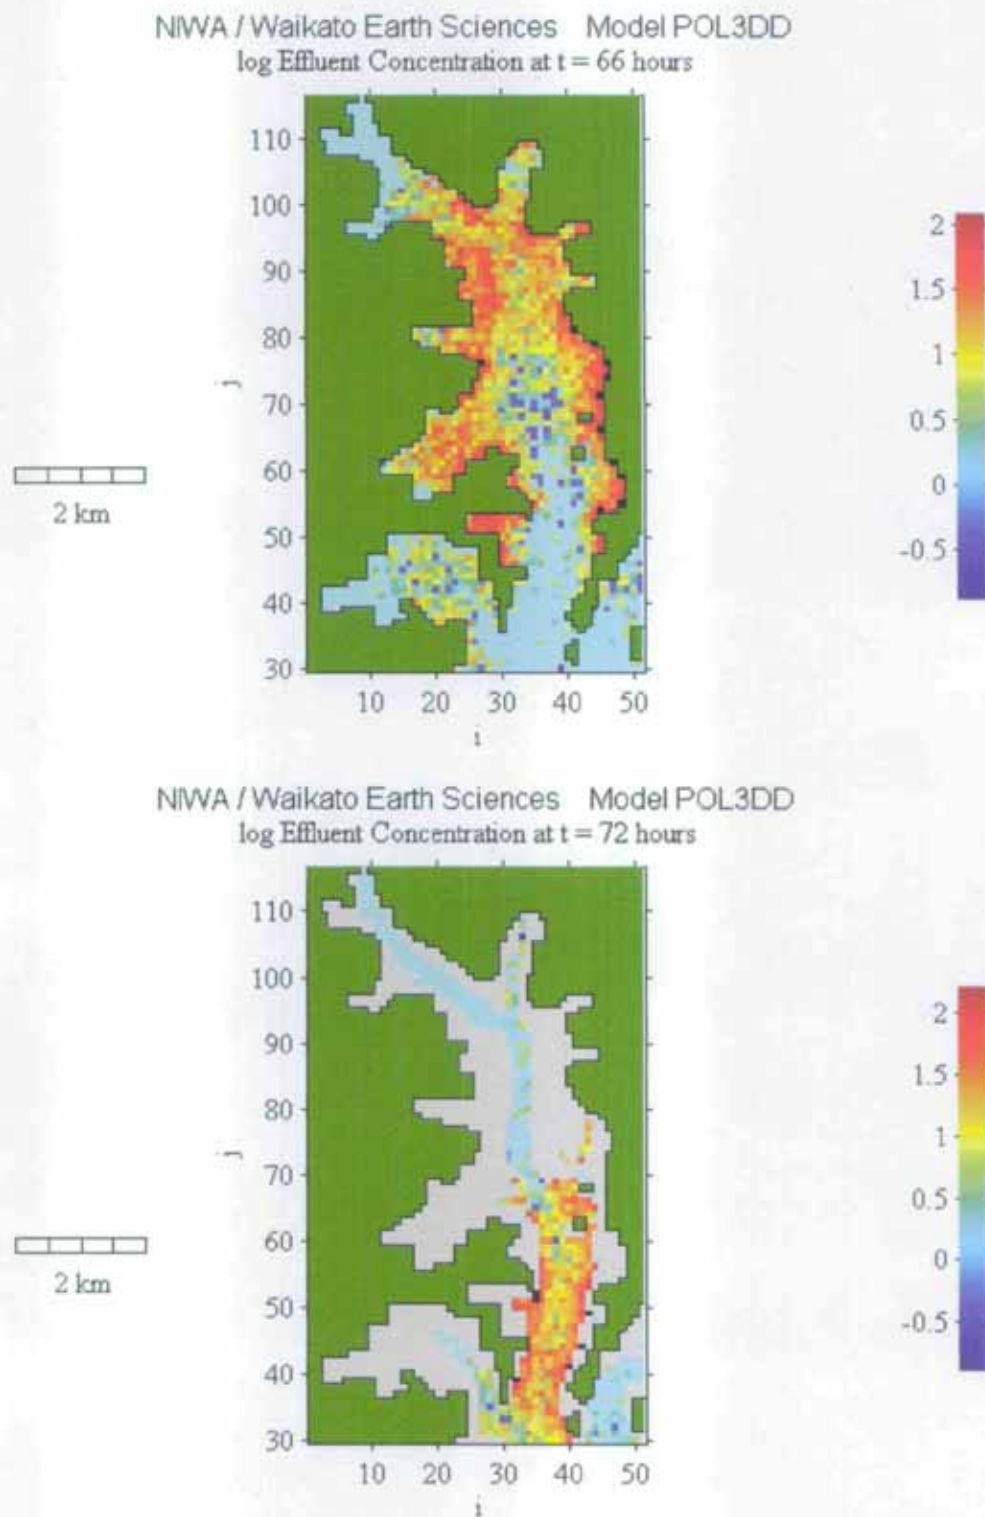 NIWA / Waikato Earth Sciences Model POL3DD
log Effluent Concentration at t = 66 hours
110
100
90
80
70
60
50
40
30
j
10 20 30 40 50
i
2 km
2
1.5
1
0.5
0
-0.5
NIWA / Waikato Earth Sciences Model POL3DD
log Effluent Concentration at t = 72 hours
110
100
90
80
70
60
50
40
30
j
10 20 30 40 50
i
2 km
2
1.5
1
0.5
0
-0.5